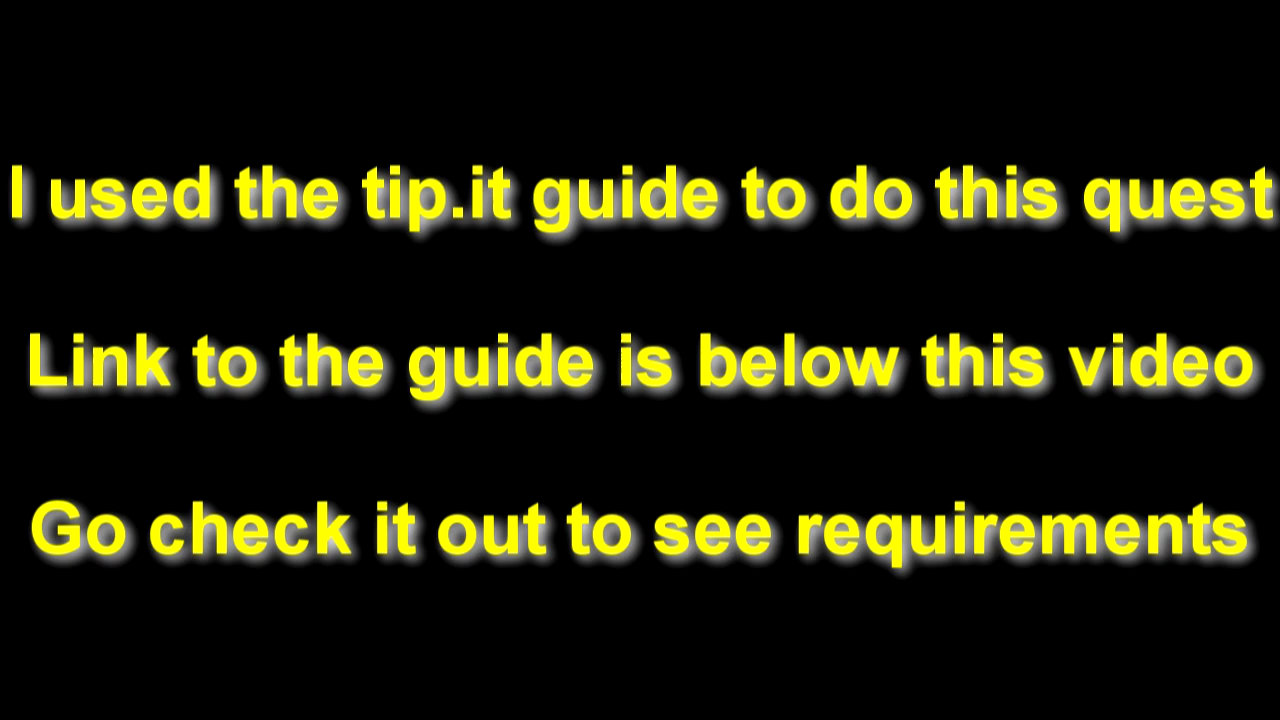 I used the tip.it guide to do this quest
Link to the guide is below this video
Go check it out to see requirements